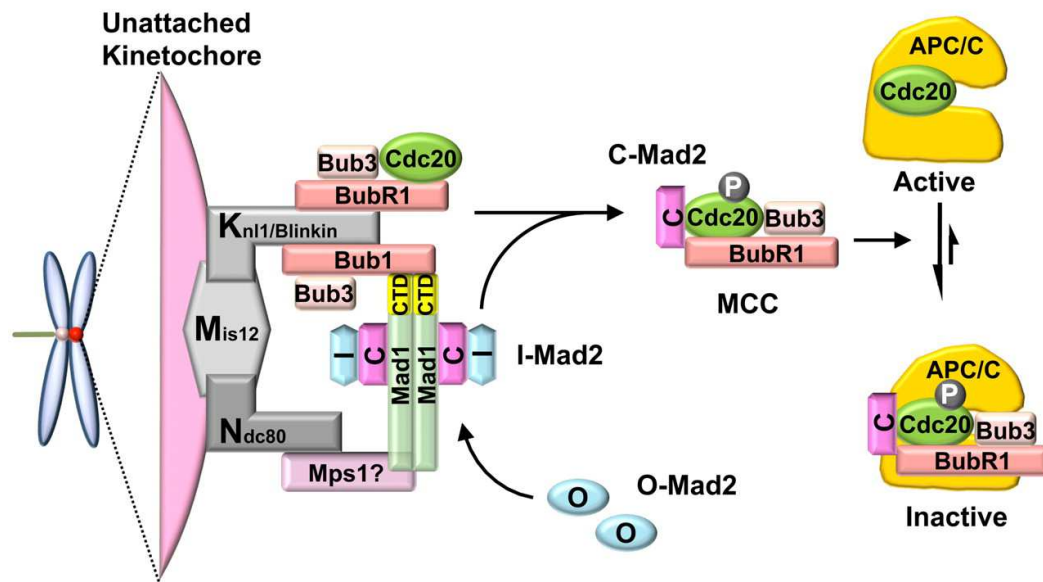 Unattached
Kinetochore
Bub3
Cdc20
BubR1
Knl1/Blinkin
Bub1
Bub3
CTD
CTD
Mis12
I
C
Mad1
Mad1
C
I
I-Mad2
Ndc80
Mps1?
O-Mad2
O
O
C-Mad2
P
C
Cdc20
Bub3
BubR1
MCC
APC/C
Cdc20
Active
APC/C
P
C
Cdc20
Bub3
BubR1
Inactive